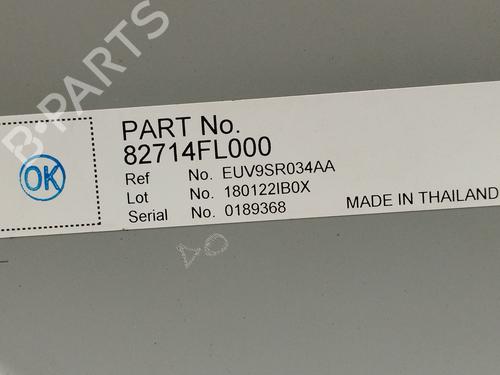 B-PARTS
PART No.
82714FL000
Ref No. EUV9SR034AA
Lot No. 180122IB0X
Serial No. 0189368
MADE IN THAILAND
OK